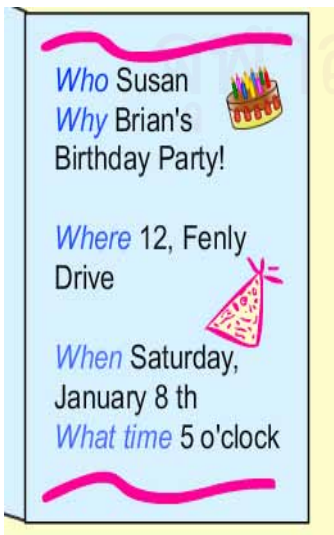 Who Susan
Why Brian's
Birthday Party!
Where 12, Fenly
Drive
When Saturday,
January 8 th
What time 5 o'clock